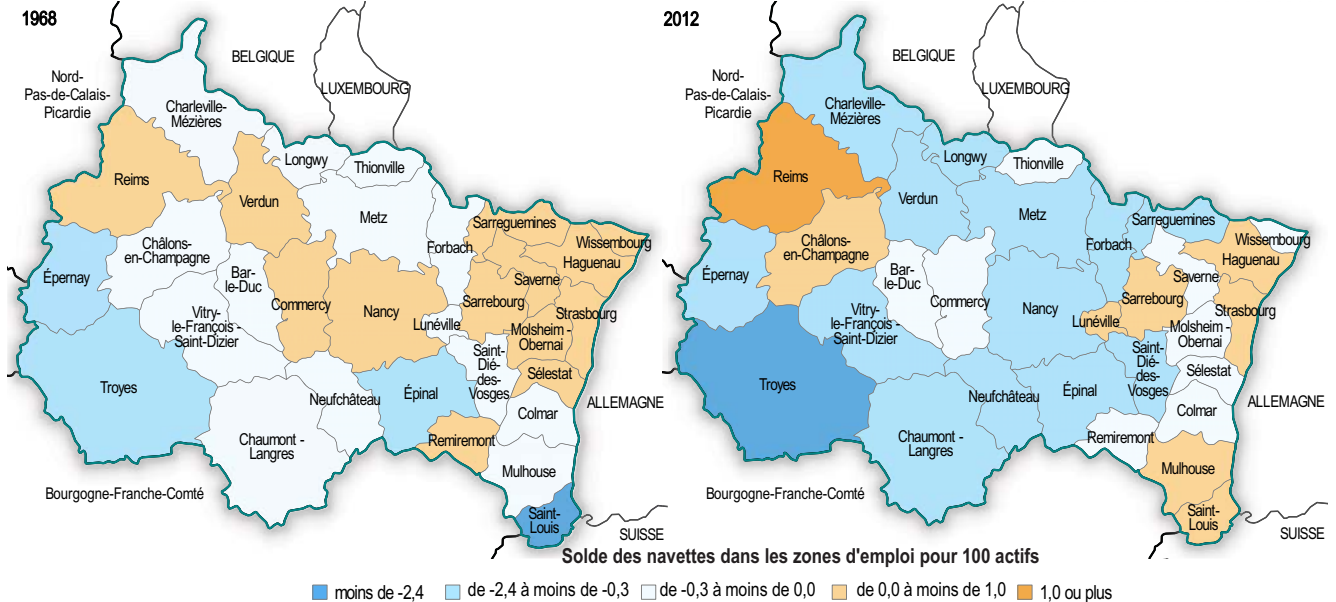 1968
BELGIQUE
Nord-
Pas-de-Calais-
Picardie
LUXEMBOURG
Charleville-
Mézières
Longwy
Thionville
Reims
Verdun
Metz
Sarreguemines
Forbach
Wissembourg
Haguenau
Châlons-
en-Champagne
Épernay
Bar-
le-Duc
Saverne
Commercy
Nancy
Sarrebourg
Strasbourg
Vitry-
le-François -
Saint-Dizier
Lunéville
Molsheim -
Obernai
Saint-
Dié-
des-
Vosges
Sélestat
Troyes
Épinal
Neufchâteau
ALLEMAGNE
Colmar
Chaumont -
Langres
Remiremont
Mulhouse
Bourgogne-Franche-Comté
Saint-
Louis
SUISSE
2012
BELGIQUE
Nord-
Pas-de-Calais-
Picardie
LUXEMBOURG
Charleville-
Mézières
Longwy
Thionville
Reims
Verdun
Metz
Sarreguemines
Forbach
Wissembourg
Haguenau
Châlons-
en-Champagne
Épernay
Bar-
le-Duc
Saverne
Commercy
Nancy
Sarrebourg
Strasbourg
Vitry-
le-François -
Saint-Dizier
Lunéville
Molsheim -
Obernai
Saint-
Dié-
des-
Vosges
Sélestat
Troyes
Épinal
Neufchâteau
ALLEMAGNE
Colmar
Chaumont -
Langres
Remiremont
Mulhouse
Bourgogne-Franche-Comté
Saint-
Louis
SUISSE
Solde des navettes dans les zones d'emploi pour 100 actifs
moins de -2,4
de -2,4 à moins de -0,3
de -0,3 à moins de 0,0
de 0,0 à moins de 1,0
1,0 ou plus